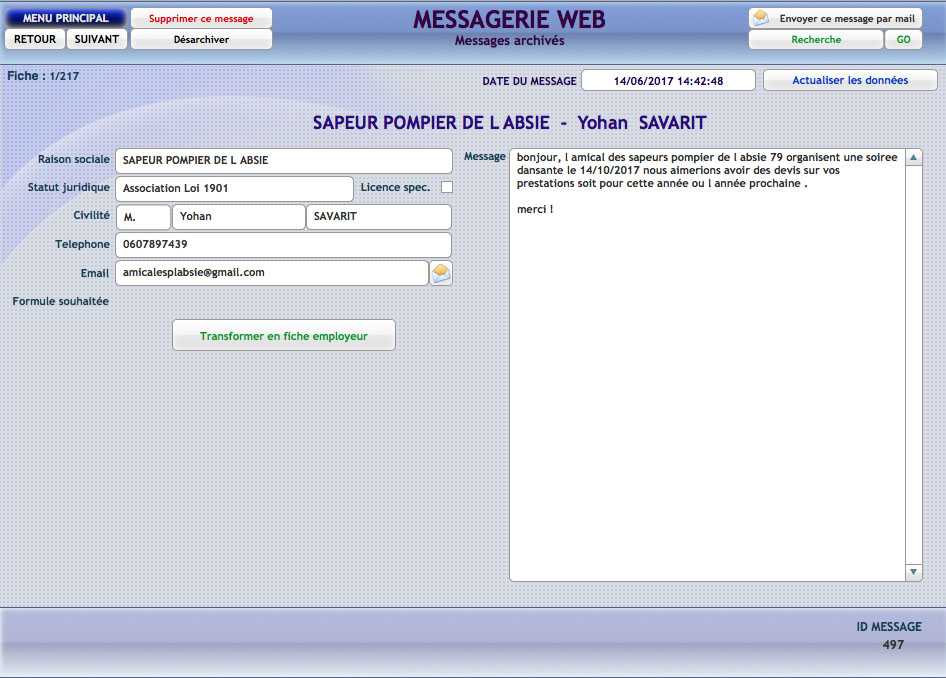 MENU PRINCIPAL
Supprimer ce message
MESSAGERIE WEB
Envoyer ce message par mail
RETOUR
SUIVANT
Désarchiver
Messages archivés
Recherche
GO
Fiche : 1/217
DATE DU MESSAGE
14/06/2017 14:42:48
Actualiser les données
SAPEUR POMPIER DE L ABSIE - Yohan SAVARIT
Raison sociale
SAPEUR POMPIER DE L ABSIE
Statut juridique
Association Loi 1901
Licence spec.
Civilité
M.
Yohan
SAVARIT
Telephone
0607897439
Email
amicalesplabsie@gmail.com
Formule souhaitée
Transformer en fiche employeur
Message
bonjour, l amical des sapeurs pompier de l absie 79 organisent une soiree
dansante le 14/10/2017 nous aimerions avoir des devis sur vos
prestations soit pour cette année ou l année prochaine .
merci !
ID MESSAGE
497